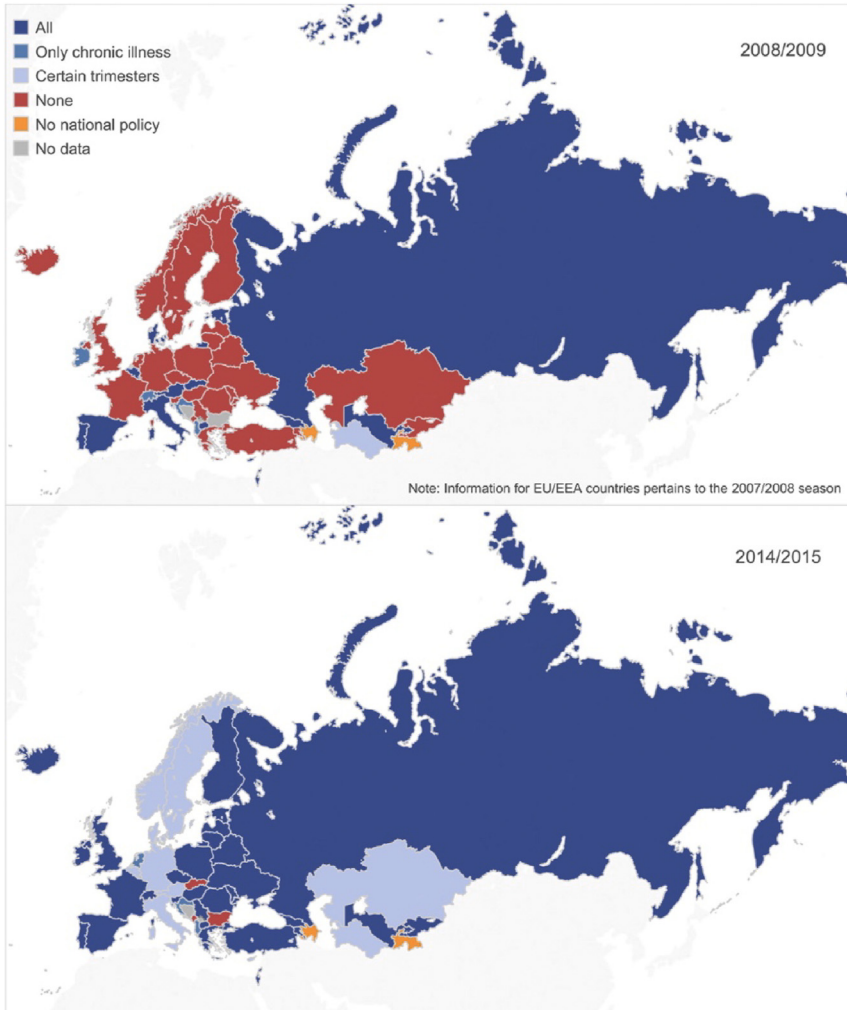 All
Only chronic illness
Certain trimesters
None
No national policy
No data
2008/2009
Note: Information for EU/EEA countries pertains to the 2007/2008 season
2014/2015